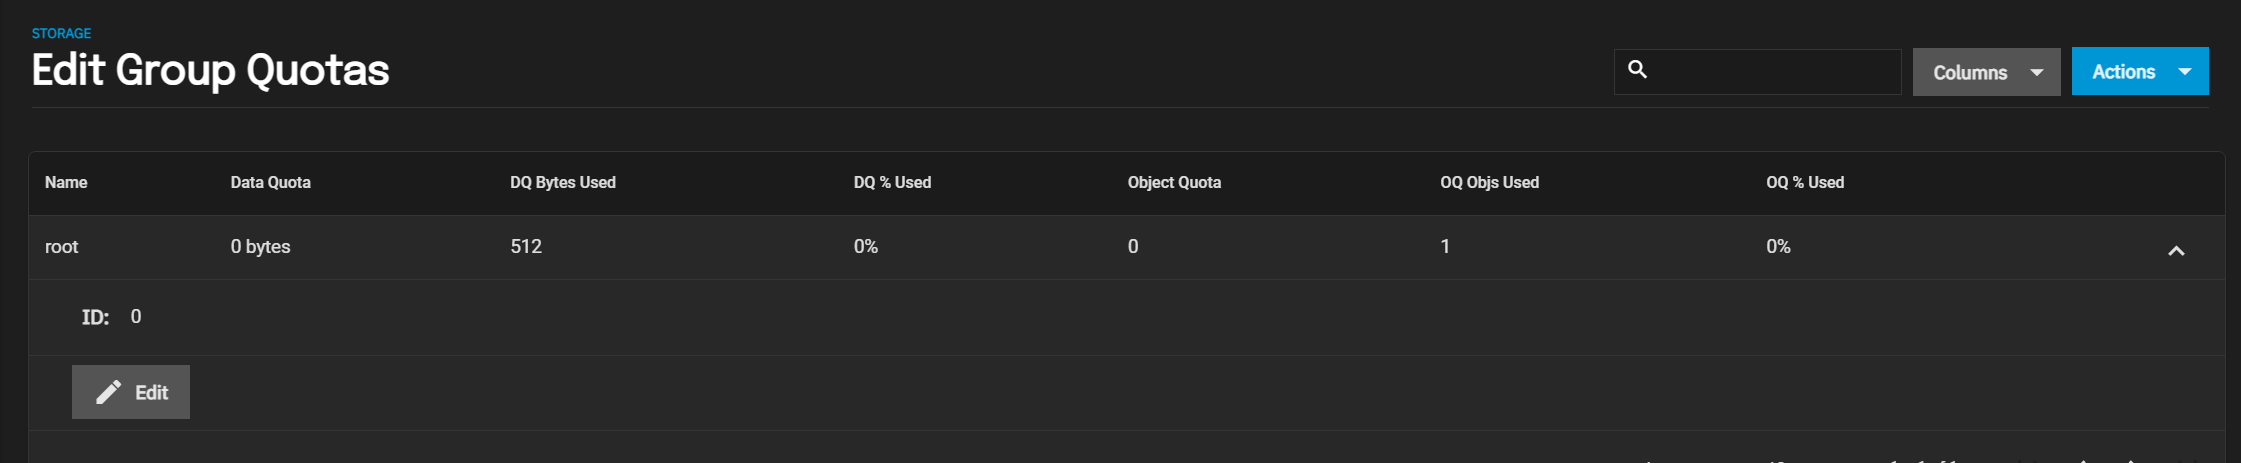 STORAGE
Edit Group Quotas
Columns
Actions
Name Data Quota DQ Bytes Used DQ % Used Object Quota OQ Objs Used OQ % Used
root 0 bytes 512 0% 0 1 0%
ID: 0
Edit